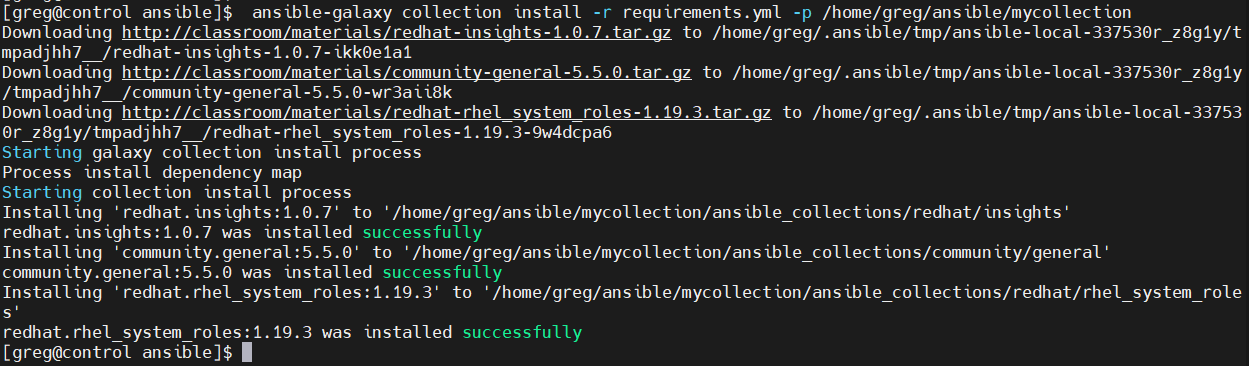 [greg@control ansible]$  ansible-galaxy collection install -r requirements.yml -p /home/greg/ansible/mycollection
Downloading http://classroom/materials/redhat-insights-1.0.7.tar.gz to /home/greg/.ansible/tmp/ansible-local-337530r_z8g1y/t
mpadjhh7__/redhat-insights-1.0.7-ikk0e1a1
Downloading http://classroom/materials/community-general-5.5.0.tar.gz to /home/greg/.ansible/tmp/ansible-local-337530r_z8g1y
/tmpadjhh7__/community-general-5.5.0-wr3aii8k
Downloading http://classroom/materials/redhat-rhel_system_roles-1.19.3.tar.gz to /home/greg/.ansible/tmp/ansible-local-33753
0r_z8g1y/tmpadjhh7__/redhat-rhel_system_roles-1.19.3-9w4dcpa6
Starting galaxy collection install process
Process install dependency map
Starting collection install process
Installing 'redhat.insights:1.0.7' to '/home/greg/ansible/mycollection/ansible_collections/redhat/insights'
redhat.insights:1.0.7 was installed successfully
Installing 'community.general:5.5.0' to '/home/greg/ansible/mycollection/ansible_collections/community/general'
community.general:5.5.0 was installed successfully
Installing 'redhat.rhel_system_roles:1.19.3' to '/home/greg/ansible/mycollection/ansible_collections/redhat/rhel_system_role
s'
redhat.rhel_system_roles:1.19.3 was installed successfully
[greg@control ansible]$